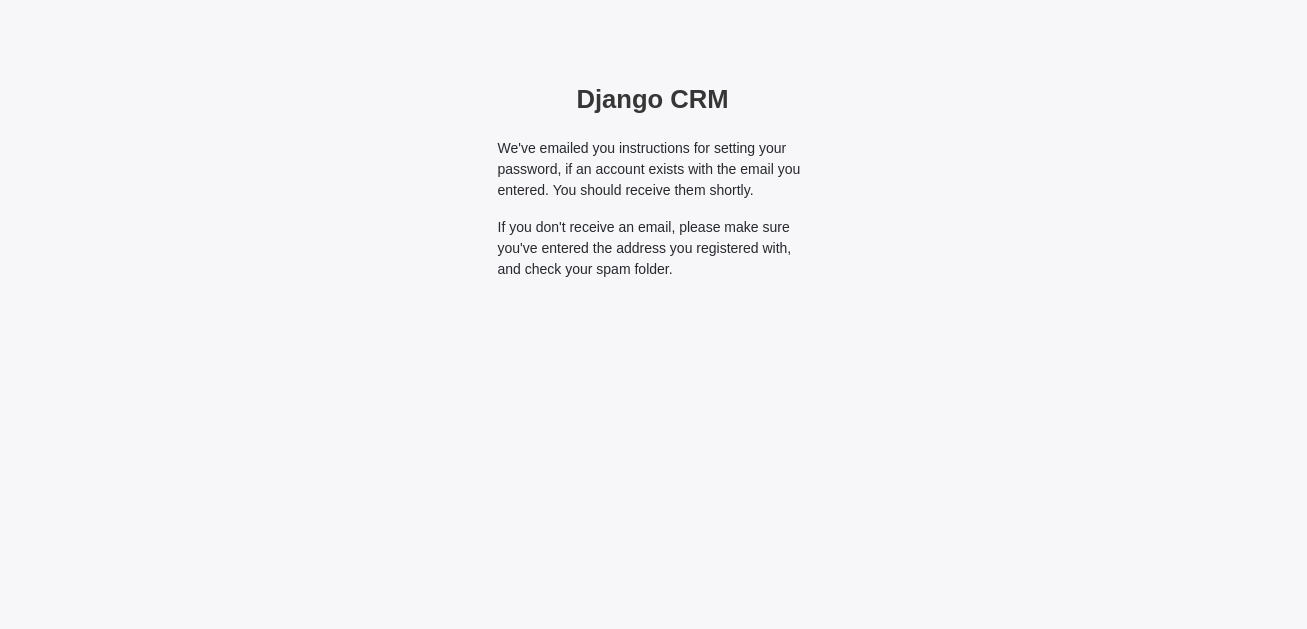 Django CRM
We've emailed you instructions for setting your
password, if an account exists with the email you
entered. You should receive them shortly.
If you don't receive an email, please make sure
you've entered the address you registered with,
and check your spam folder.